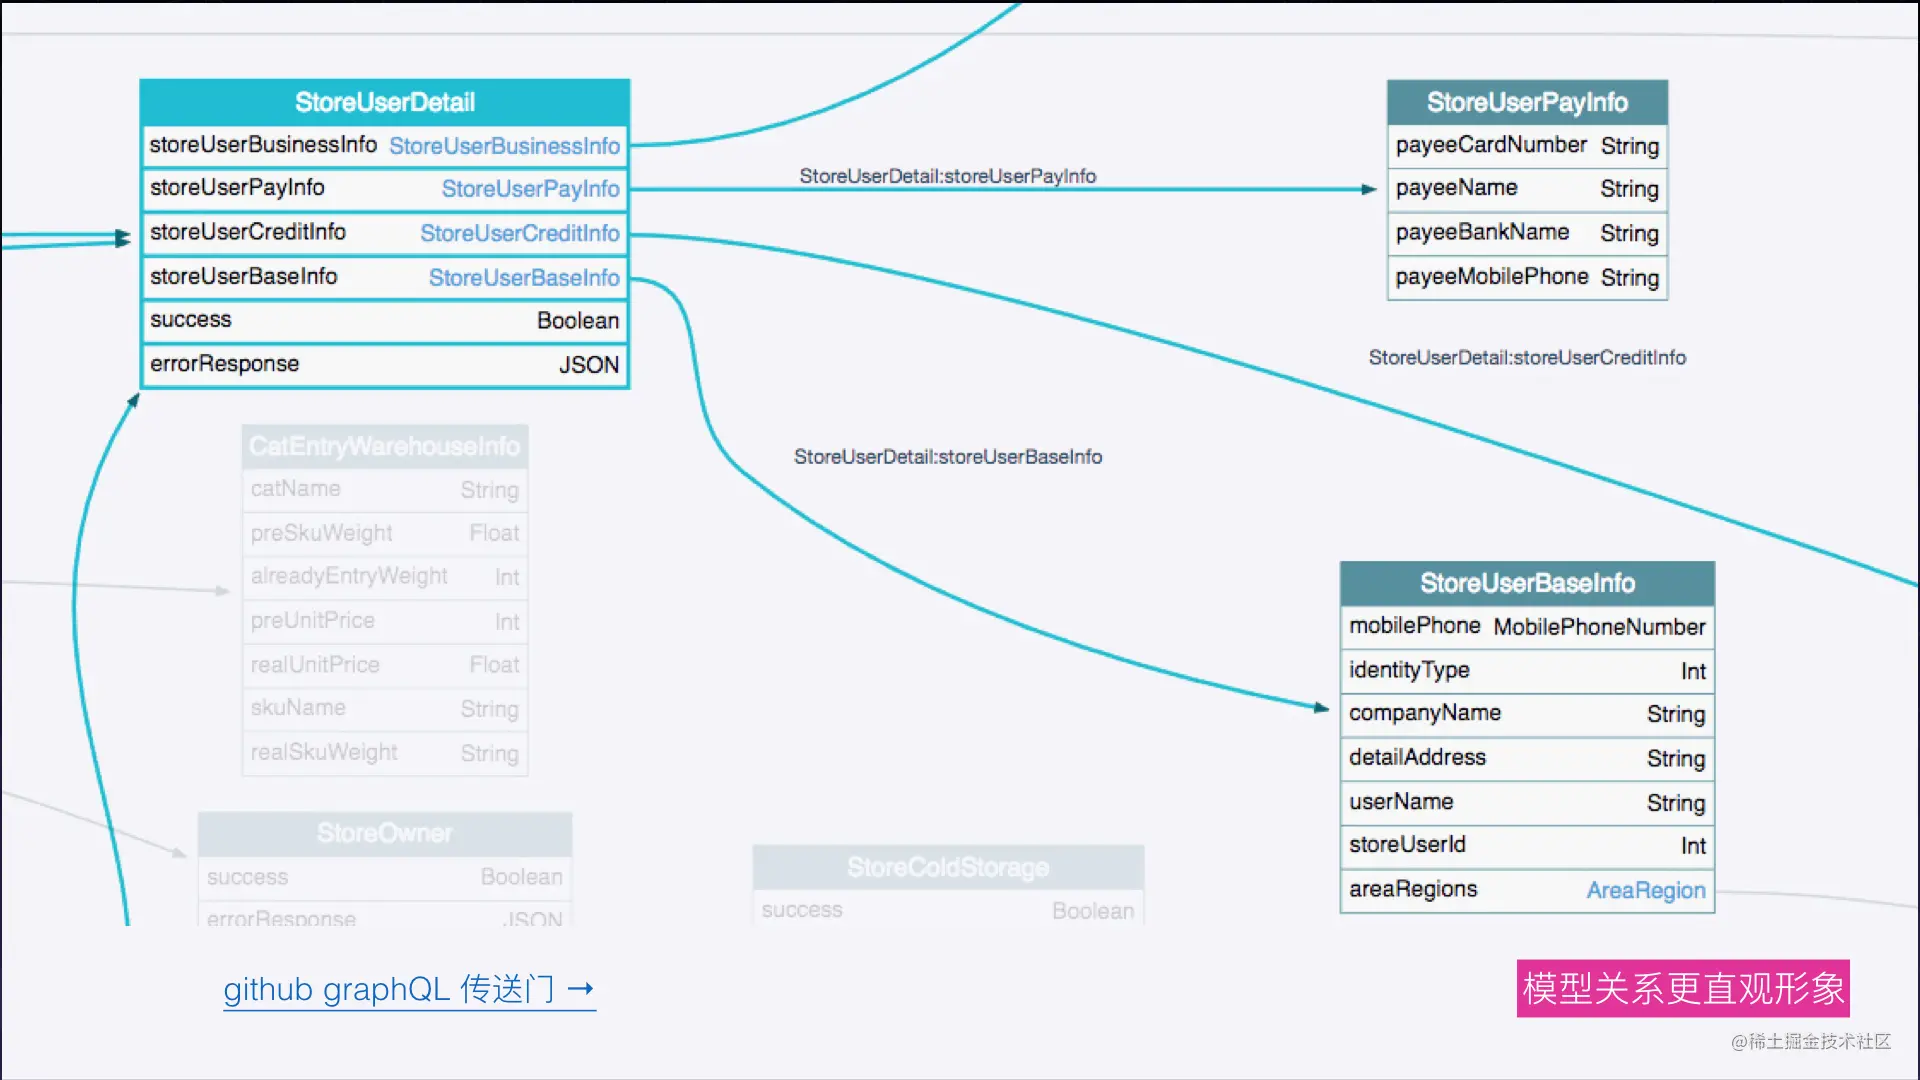 StoreUserDetail
storeUserBusinessInfo StoreUserBusinessInfo
storeUserPayInfo StoreUserPayInfo
storeUserCreditInfo StoreUserCreditInfo
storeUserBaseInfo StoreUserBaseInfo
success Boolean
errorResponse JSON
StoreUserDetail:storeUserPayInfo
StoreUserPayInfo
payeeCardNumber String
payeeName String
payeeBankName String
payeeMobilePhone String
StoreUserDetail:storeUserCreditInfo
StoreUserDetail:storeUserBaseInfo
CatEntryWarehouseInfo
catName String
preSkuWeight Float
alreadyEntryWeight Int
preUnitPrice Int
realUnitPrice Float
skuName String
realSkuWeight String
StoreUserBaseInfo
mobilePhone MobilePhoneNumber
identityType Int
companyName String
detailAddress String
userName String
storeUserId Int
areaRegions AreaRegion
StoreOwner
success Boolean
errorResponse JSON
StoreColdStorage
success Boolean
github graphQL 传送门 →
模型关系更直观形象
@稀土掘金技术社区